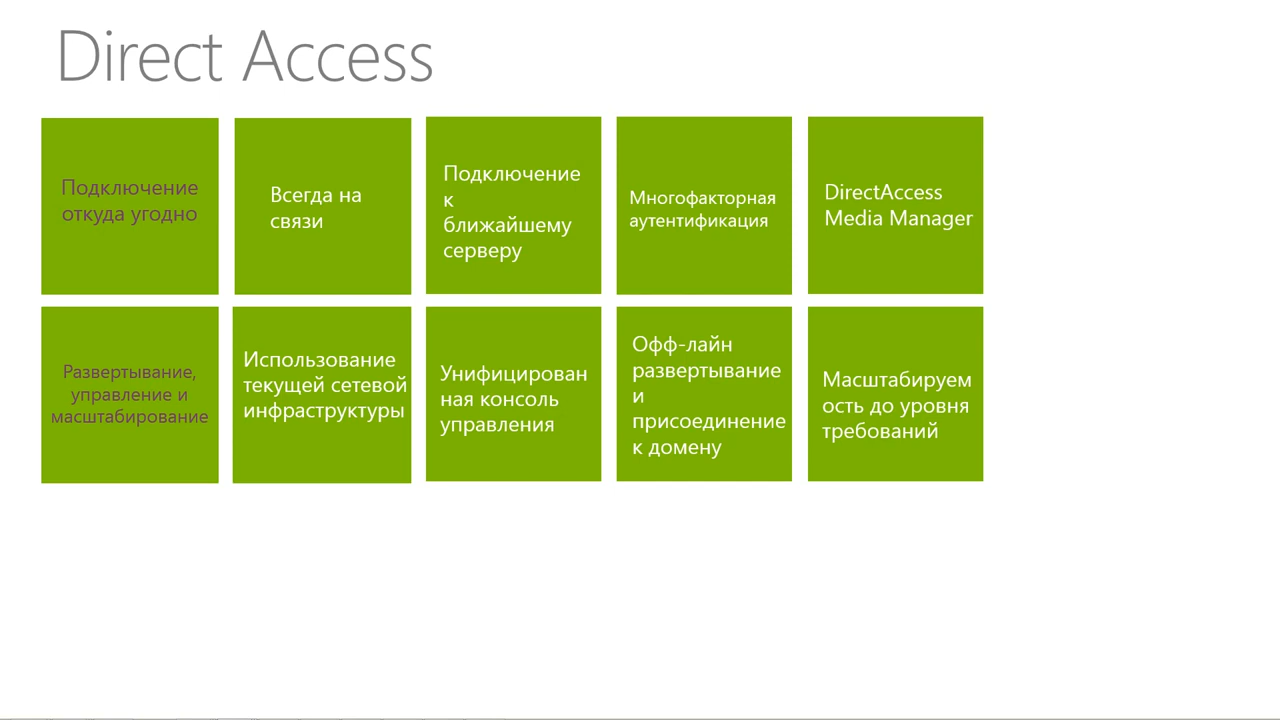 Direct Access
Подключение
откуда угодно
Всегда на
связи
Подключение
к
ближайшему
серверу
Многофакторная
аутентификация
DirectAccess
Media Manager
Развертывание,
управление и
масштабирование
Использование
текущей сетевой
инфраструктуры
Унифицирован
ная консоль
управления
Офф-лайн
развертывание
и
присоединение
к домену
Масштабируем
ость до уровня
требований